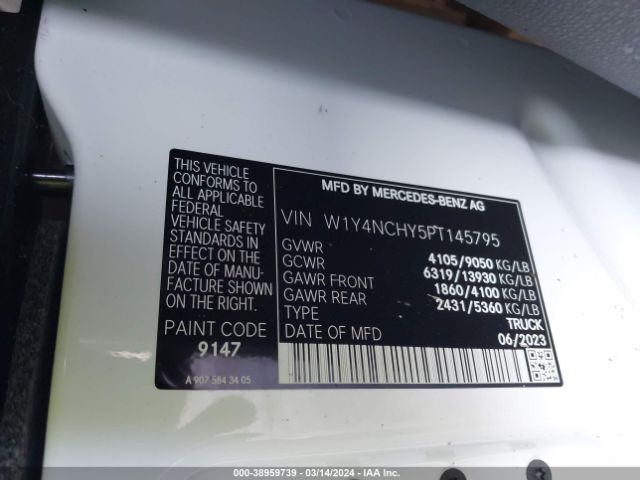 THIS VEHICLE
CONFORMS TO
ALL APPLICABLE
FEDERAL
VEHICLE SAFETY
STANDARDS IN
EFFECT ON THE
DATE OF MANU-
FACTURE SHOWN
ON THE RIGHT.
PAINT CODE
9147
A 907 584 34 05
MFD BY MERCEDES-BENZ AG
VIN W1Y4NCHY5PT145795
GVWR 4105/9050 KG/LB
GCWR 6319/13930 KG/LB
GAWR FRONT 1860/4100 KG/LB
GAWR REAR 2431/5360 KG/LB
TYPE TRUCK
DATE OF MFD 06/2023
000-38959739 - 03/14/2024 - IAAI.com